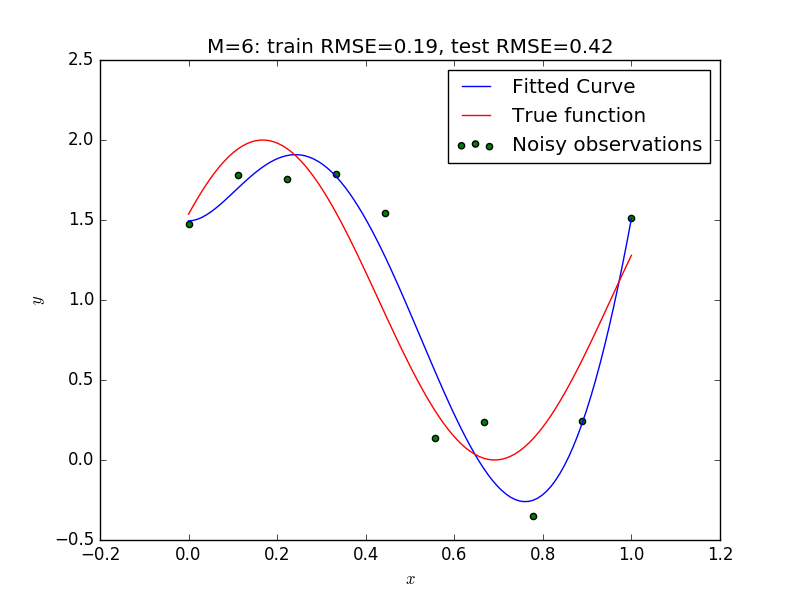 M=6: train RMSE=0.19, test RMSE=0.42
Fitted Curve
True function
Noisy observations
2.5
2.0
1.5
1.0
0.5
0.0
−0.5
y
−0.2
0.0
0.2
0.4
0.6
0.8
1.0
1.2
x